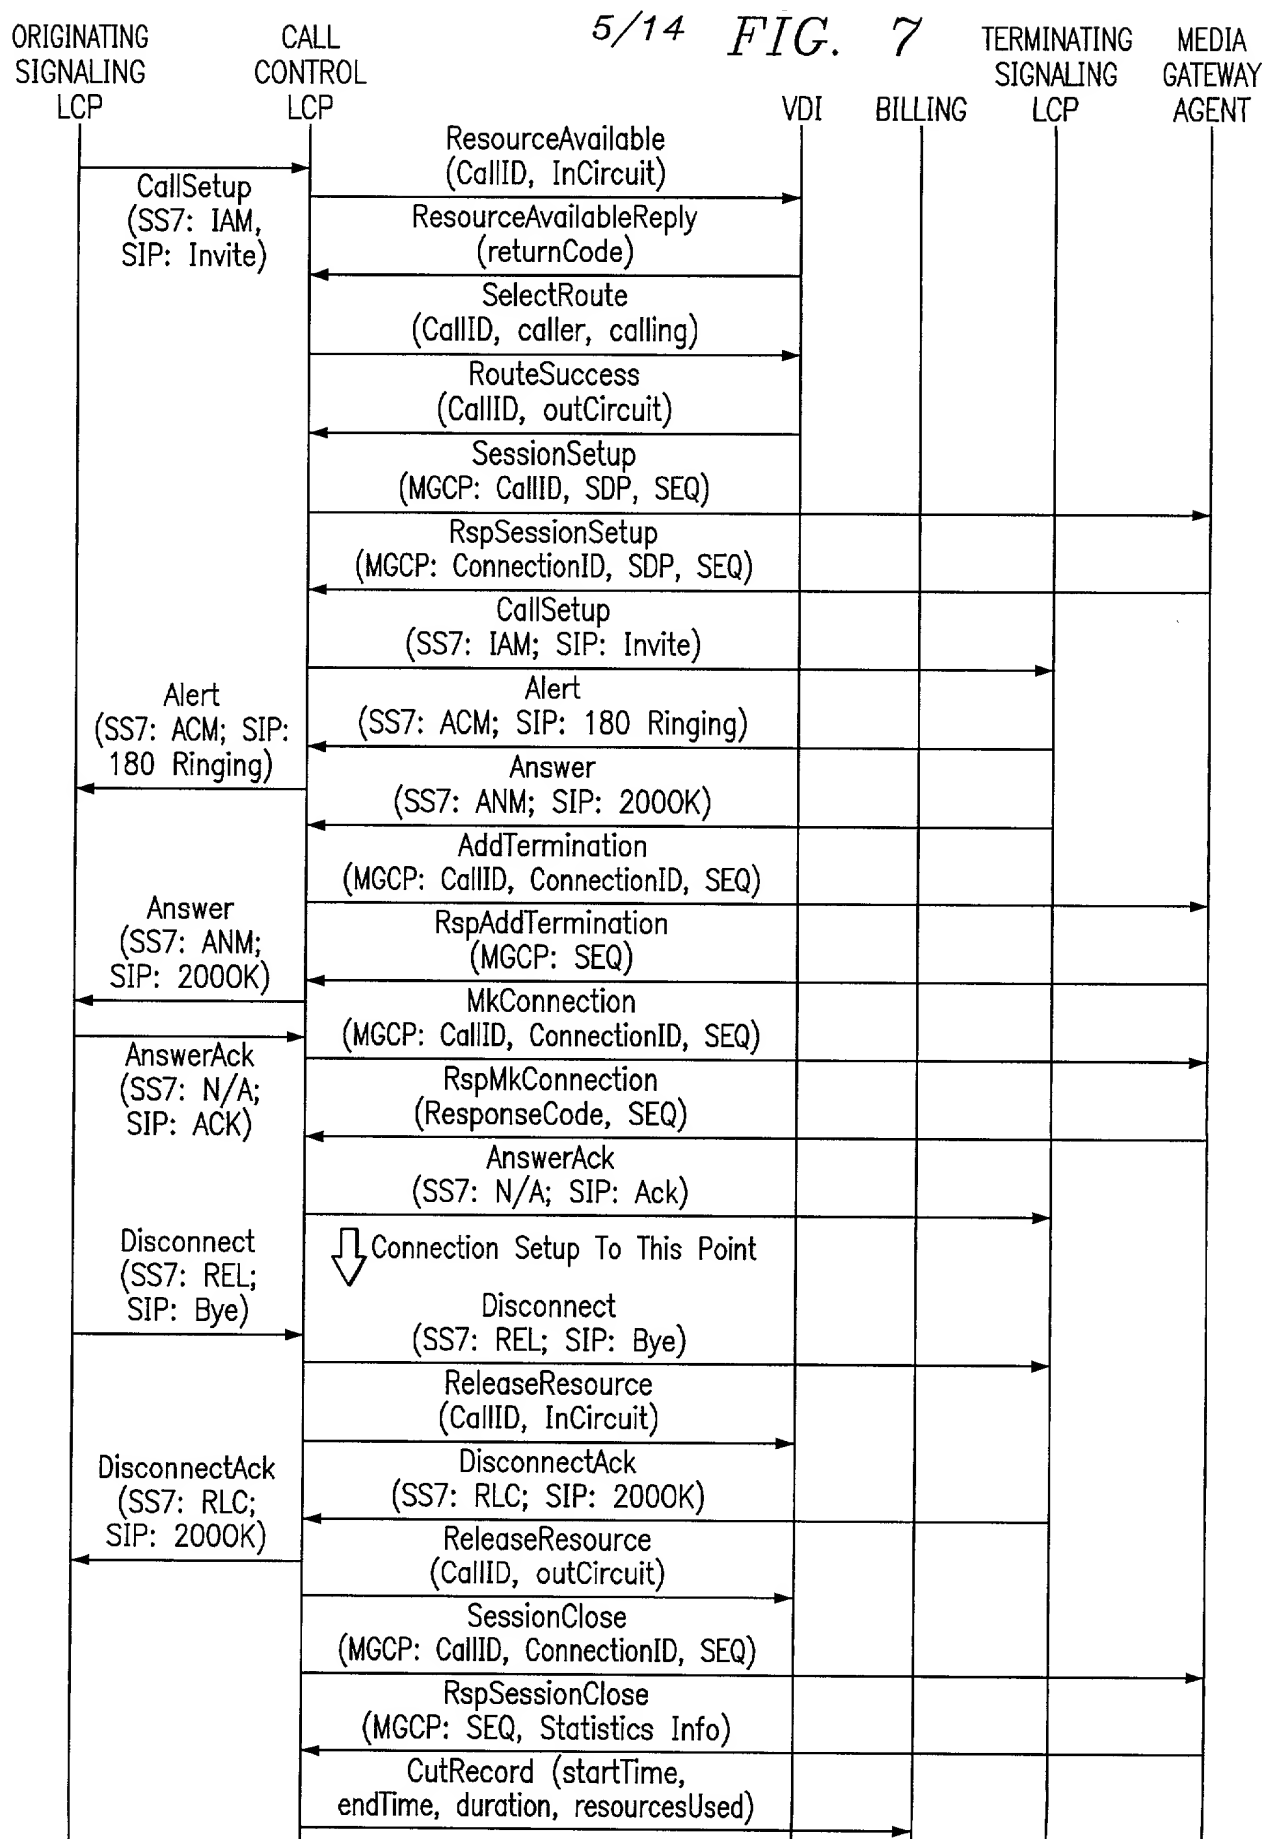 5/14 FIG. 7
ORIGINATING
SIGNALING
LCP
CALL
CONTROL
LCP
VDI
BILLING
TERMINATING
SIGNALING
LCP
MEDIA
GATEWAY
AGENT
CallSetup
(SS7: IAM,
SIP: Invite)
ResourceAvailable
(CallID, InCircuit)
ResourceAvailableReply
(returnCode)
SelectRoute
(CallID, caller, calling)
RouteSuccess
(CallID, outCircuit)
SessionSetup
(MGCP: CallID, SDP, SEQ)
RspSessionSetup
(MGCP: ConnectionID, SDP, SEQ)
CallSetup
(SS7: IAM; SIP: Invite)
Alert
(SS7: ACM; SIP: 180 Ringing)
Alert
(SS7: ACM; SIP:
180 Ringing)
Answer
(SS7: ANM; SIP: 200OK)
AddTermination
(MGCP: CallID, ConnectionID, SEQ)
RspAddTermination
(MGCP: SEQ)
Answer
(SS7: ANM;
SIP: 200OK)
AnswerAck
(SS7: N/A;
SIP: ACK)
MkConnection
(MGCP: CallID, ConnectionID, SEQ)
RspMkConnection
(ResponseCode, SEQ)
AnswerAck
(SS7: N/A; SIP: Ack)
Connection Setup To This Point
Disconnect
(SS7: REL;
SIP: Bye)
Disconnect
(SS7: REL; SIP: Bye)
ReleaseResource
(CallID, InCircuit)
DisconnectAck
(SS7: RLC; SIP: 200OK)
DisconnectAck
(SS7: RLC;
SIP: 200OK)
ReleaseResource
(CallID, outCircuit)
SessionClose
(MGCP: CallID, ConnectionID, SEQ)
RspSessionClose
(MGCP: SEQ, Statistics Info)
CutRecord (startTime,
endTime, duration, resourcesUsed)